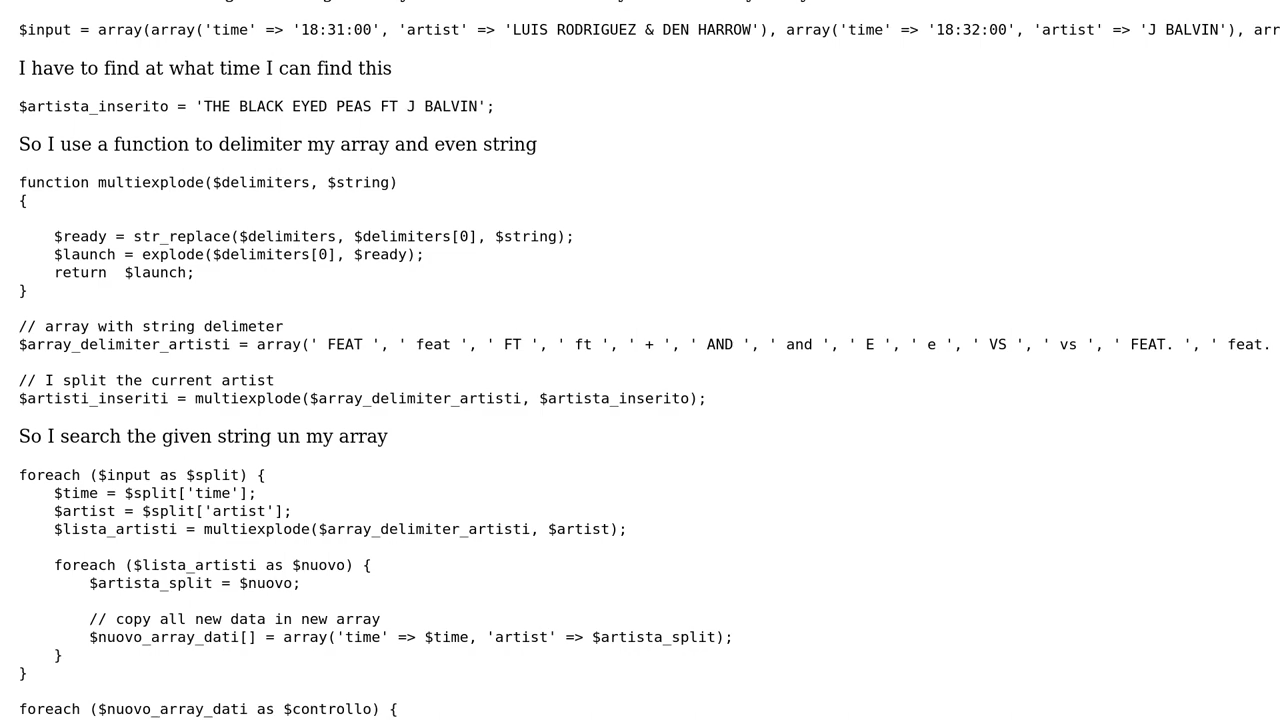 $input = array(array('time' => '18:31:00', 'artist' => 'LUIS RODRIGUEZ & DEN HARROW'), array('time' => '18:32:00', 'artist' => 'J BALVIN'), arr
I have to find at what time I can find this
$artista_inserito = 'THE BLACK EYED PEAS FT J BALVIN';
So I use a function to delimiter my array and even string
function multiexplode($delimiters, $string)
{
    $ready = str_replace($delimiters, $delimiters[0], $string);
    $launch = explode($delimiters[0], $ready);
    return  $launch;
}
// array with string delimeter
$array_delimiter_artisti = array(' FEAT ', ' feat ', ' FT ', ' ft ', ' + ', ' AND ', ' and ', ' E ', ' e ', ' VS ', ' vs ', ' FEAT. ', ' feat.
// I split the current artist
$artisti_inseriti = multiexplode($array_delimiter_artisti, $artista_inserito);
So I search the given string un my array
foreach ($input as $split) {
    $time = $split['time'];
    $artist = $split['artist'];
    $lista_artisti = multiexplode($array_delimiter_artisti, $artist);
    foreach ($lista_artisti as $nuovo) {
        $artista_split = $nuovo;
        // copy all new data in new array
        $nuovo_array_dati[] = array('time' => $time, 'artist' => $artista_split);
    }
}
foreach ($nuovo_array_dati as $controllo) {